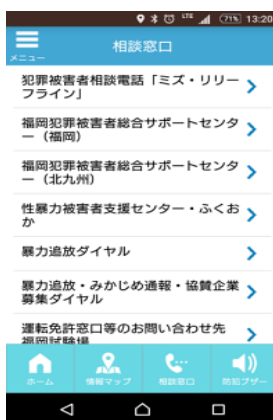 LTE 71% 13:20
メニュー
相談窓口
犯罪被害者相談電話「ミズ・リリー
フライン」
福岡犯罪被害者総合サポートセンタ
ー（福岡）
福岡犯罪被害者総合サポートセンタ
ー（北九州）
性暴力被害者支援センター・ふくお
か
暴力追放ダイヤル
暴力追放・みかじめ通報・協賛企業
募集ダイヤル
運転免許窓口等のお問い合わせ先
福岡試験場
ホーム 情報マップ 相談窓口 防犯ブザー